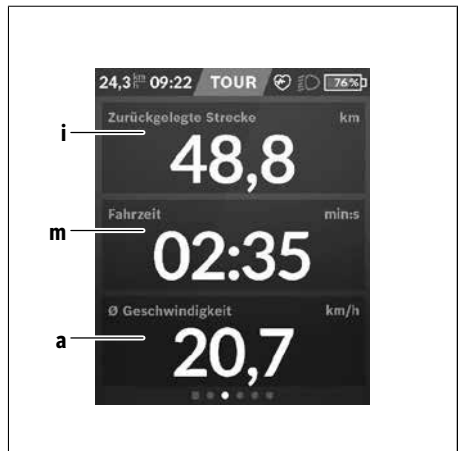 24,3 km/h 09:22 TOUR 76%
Zurückgelegte Strecke km
i
48,8
Fahrzeit min:s
m
02:35
Ø Geschwindigkeit km/h
a
20,7